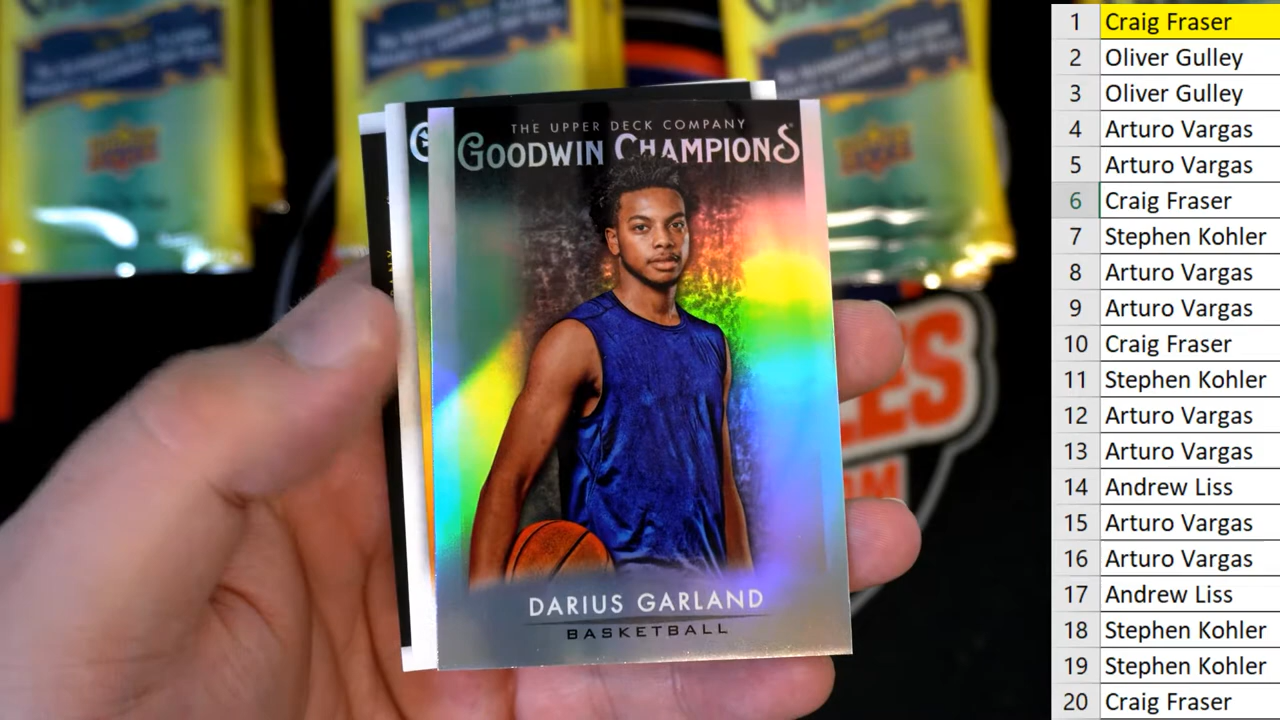 THE UPPER DECK COMPANY
GOODWIN CHAMPIONS
DARIUS GARLAND
BASKETBALL
1 Craig Fraser
2 Oliver Gulley
3 Oliver Gulley
4 Arturo Vargas
5 Arturo Vargas
6 Craig Fraser
7 Stephen Kohler
8 Arturo Vargas
9 Arturo Vargas
10 Craig Fraser
11 Stephen Kohler
12 Arturo Vargas
13 Arturo Vargas
14 Andrew Liss
15 Arturo Vargas
16 Arturo Vargas
17 Andrew Liss
18 Stephen Kohler
19 Stephen Kohler
20 Craig Fraser